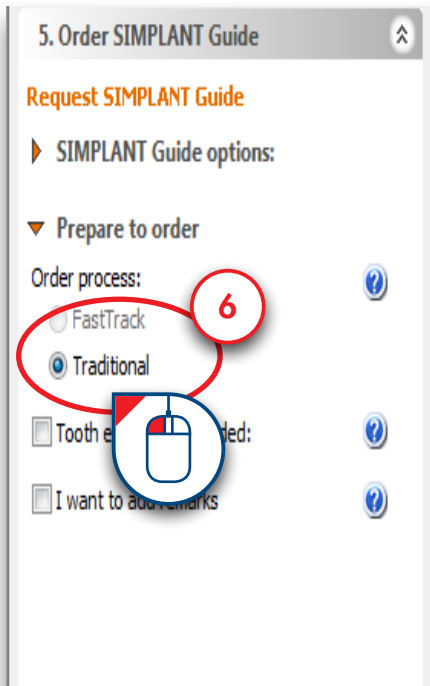 5. Order SIMPLANT Guide
Request SIMPLANT Guide
SIMPLANT Guide options:
Prepare to order
Order process:
?
6
FastTrack
Traditional
Tooth e ded:
?
I want to add remarks
?